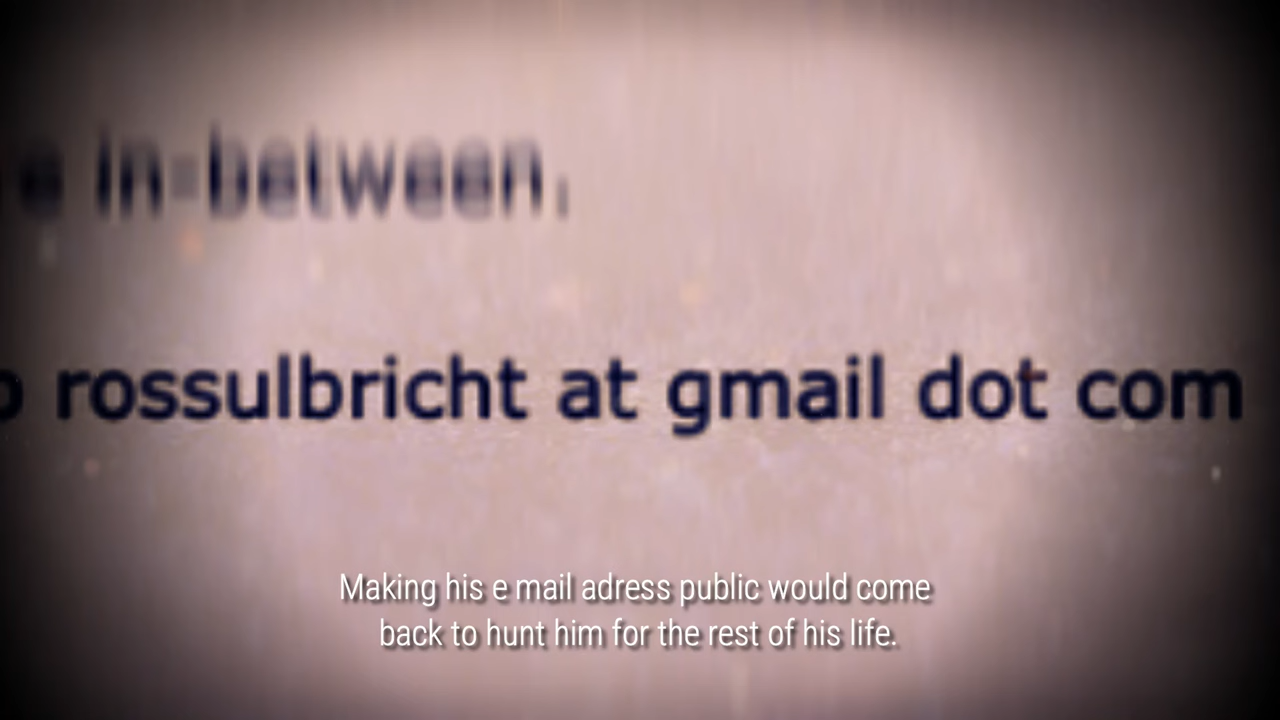 e in-between.
rossulbricht at gmail dot com
Making his e mail adress public would come
back to hunt him for the rest of his life.